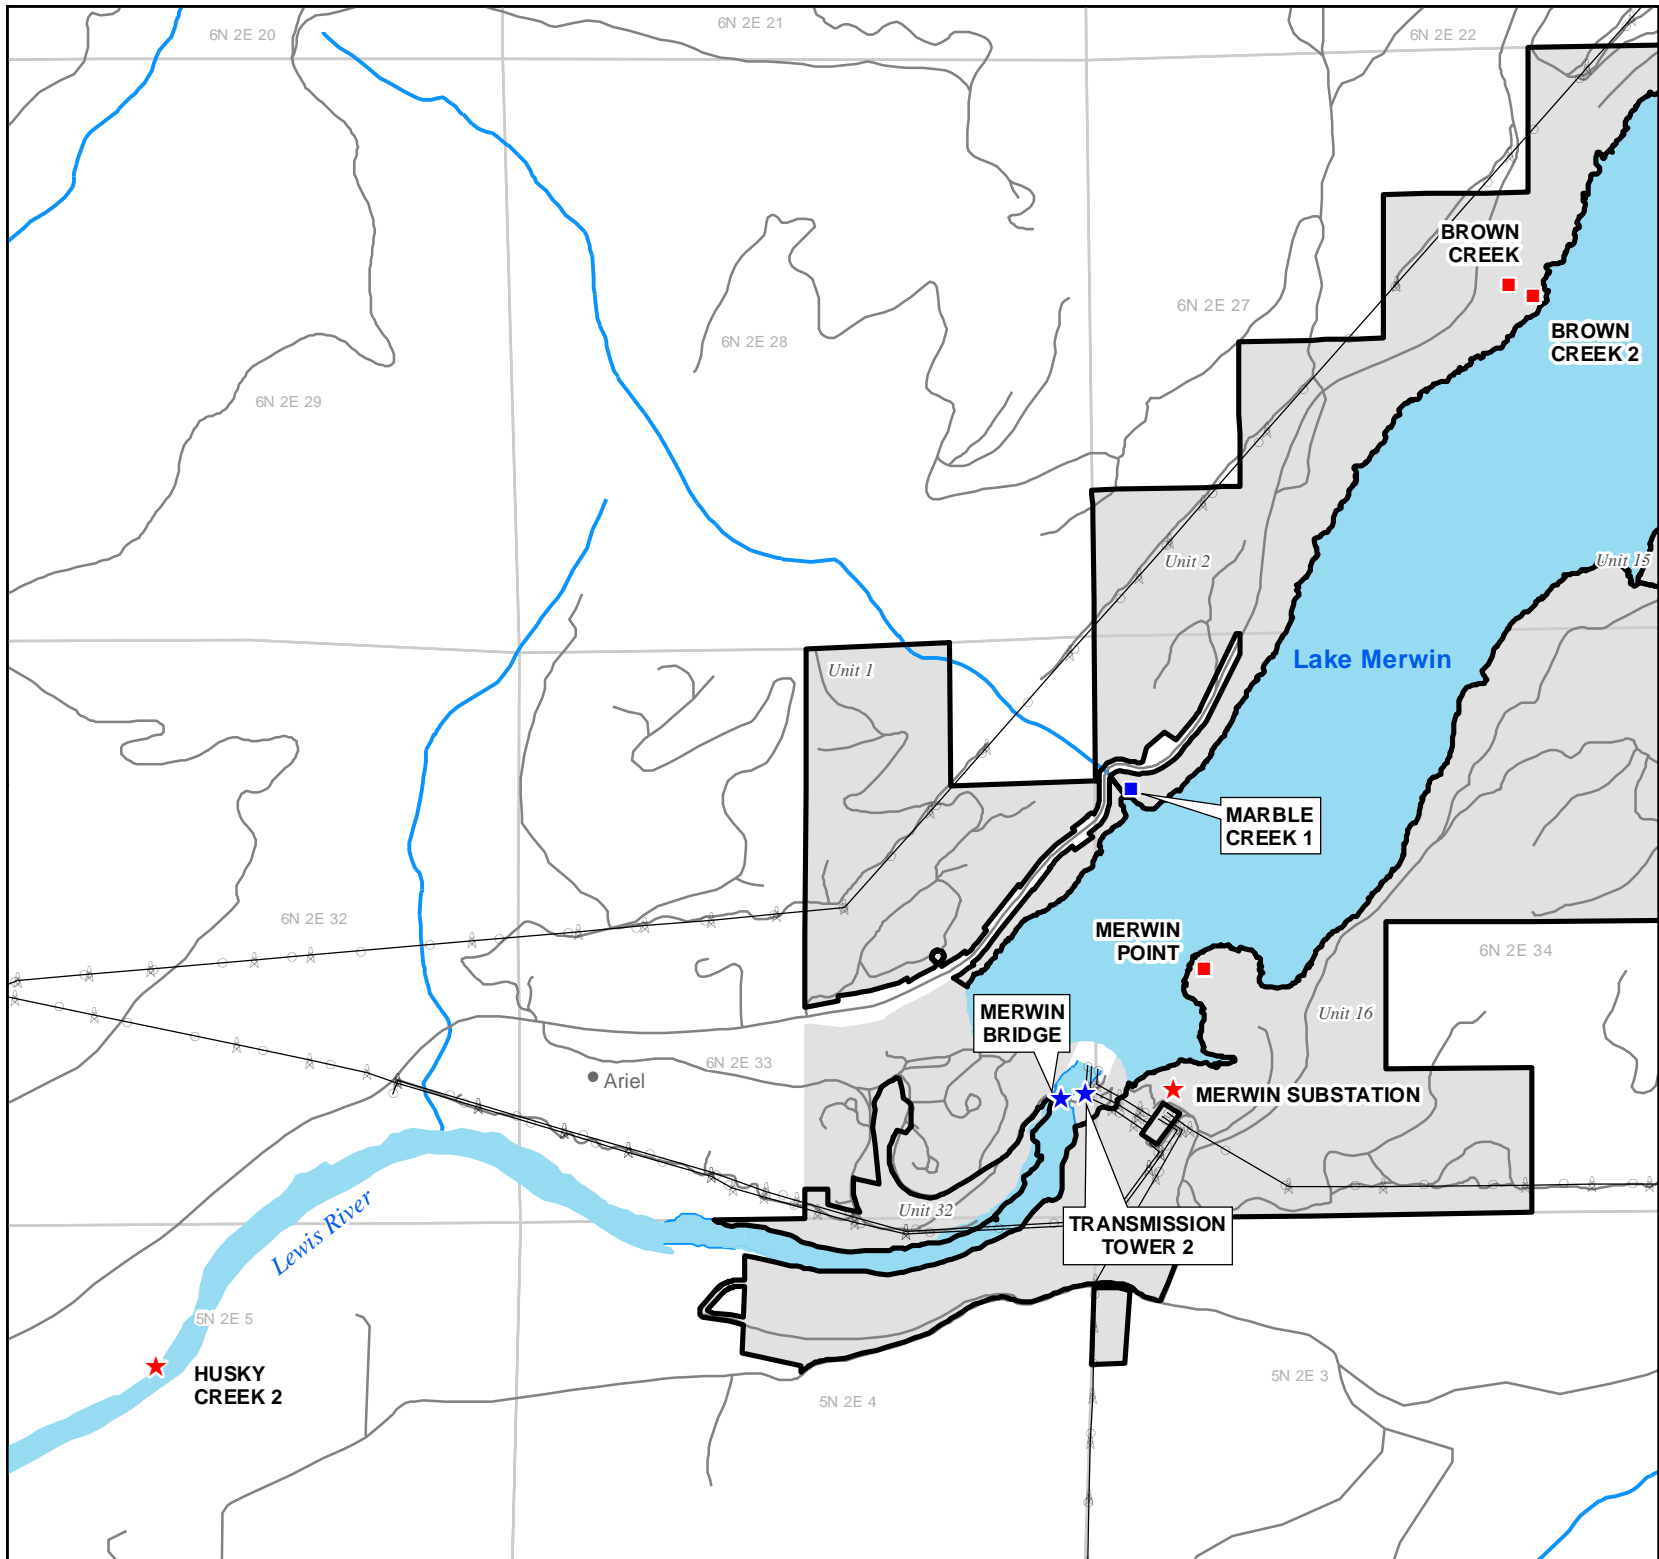 6N 2E 20
6N 2E 21
6N 2E 22
BROWN
CREEK
BROWN
CREEK 2
6N 2E 27
6N 2E 28
6N 2E 29
Unit 2
Unit 15
Lake Merwin
Unit 1
MARBLE
CREEK 1
6N 2E 32
MERWIN
POINT
6N 2E 34
MERWIN
BRIDGE
Unit 16
6N 2E 33
Ariel
MERWIN SUBSTATION
Unit 32
Lewis River
TRANSMISSION
TOWER 2
5N 2E 5
HUSKY
CREEK 2
5N 2E 4
5N 2E 3